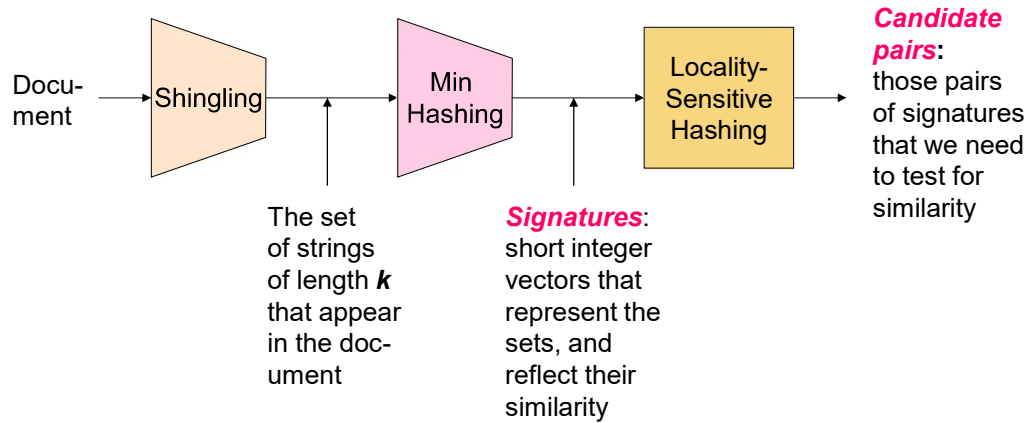 Docu-
ment
Shingling
Min
Hashing
Locality-
Sensitive
Hashing
Candidate
pairs:
those pairs
of signatures
that we need
to test for
similarity
The set
of strings
of length k
that appear
in the doc-
ument
Signatures:
short integer
vectors that
represent the
sets, and
reflect their
similarity